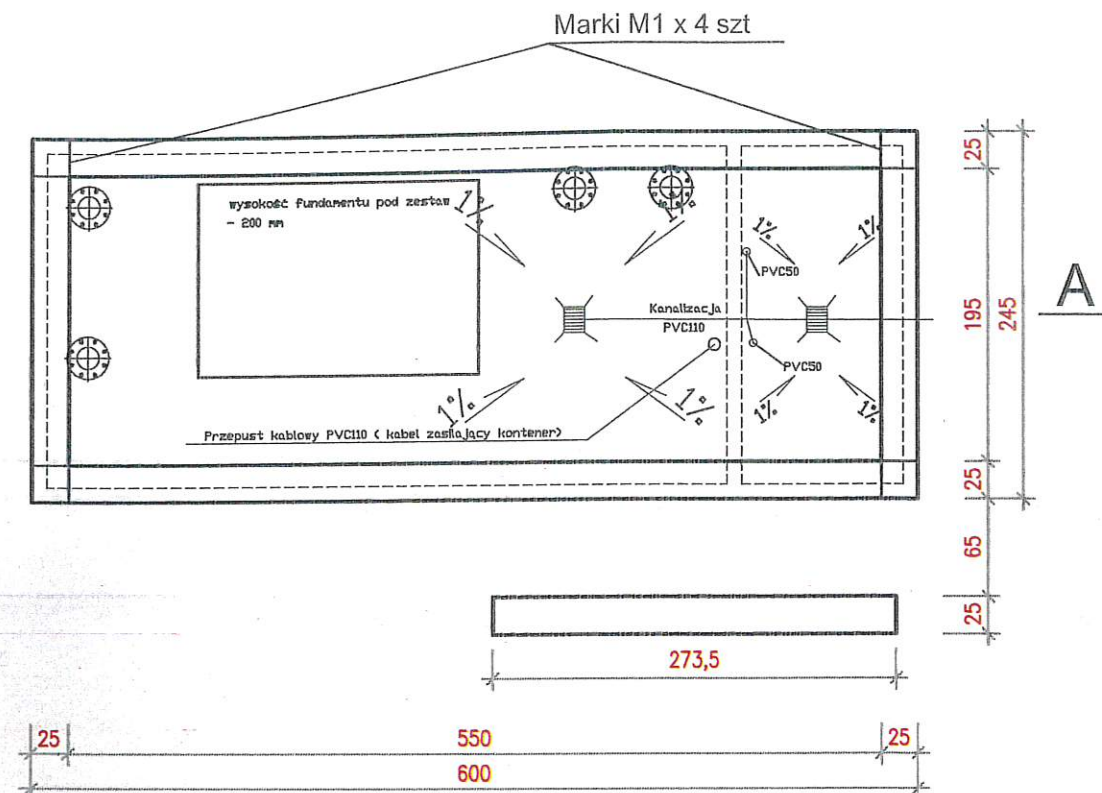 Marki M1 x 4 szt
wysokość fundamentu pod zestaw
- 200 mm
1%
1%
1%
1%
PVC50
Kanalizacja
PVC110
PVC50
1%
1%
1%
1%
Przepust kablowy PVC110 ( kabel zasilający kontener)
25
195
245
A
25
65
25
273,5
25
550
25
600